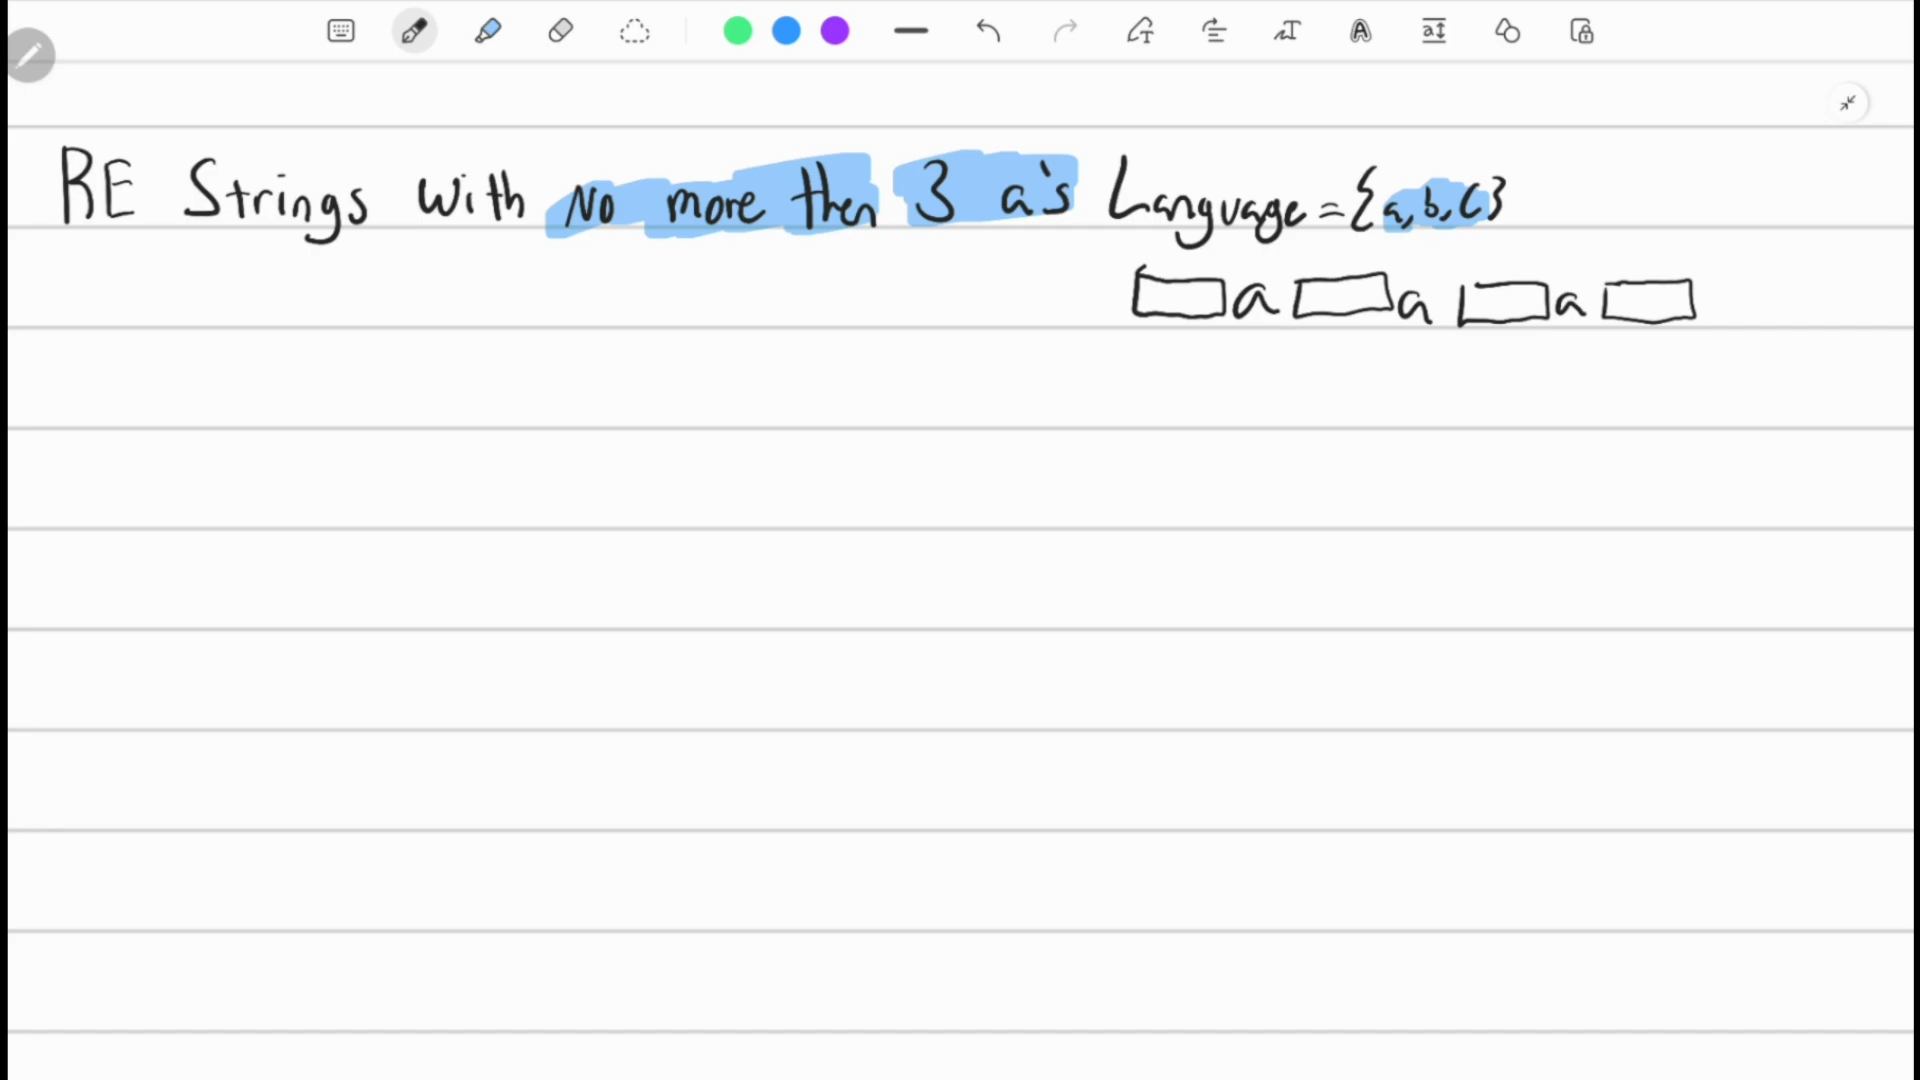 RE Strings with No more then 3 a's Language = {a, b, c}
a a a